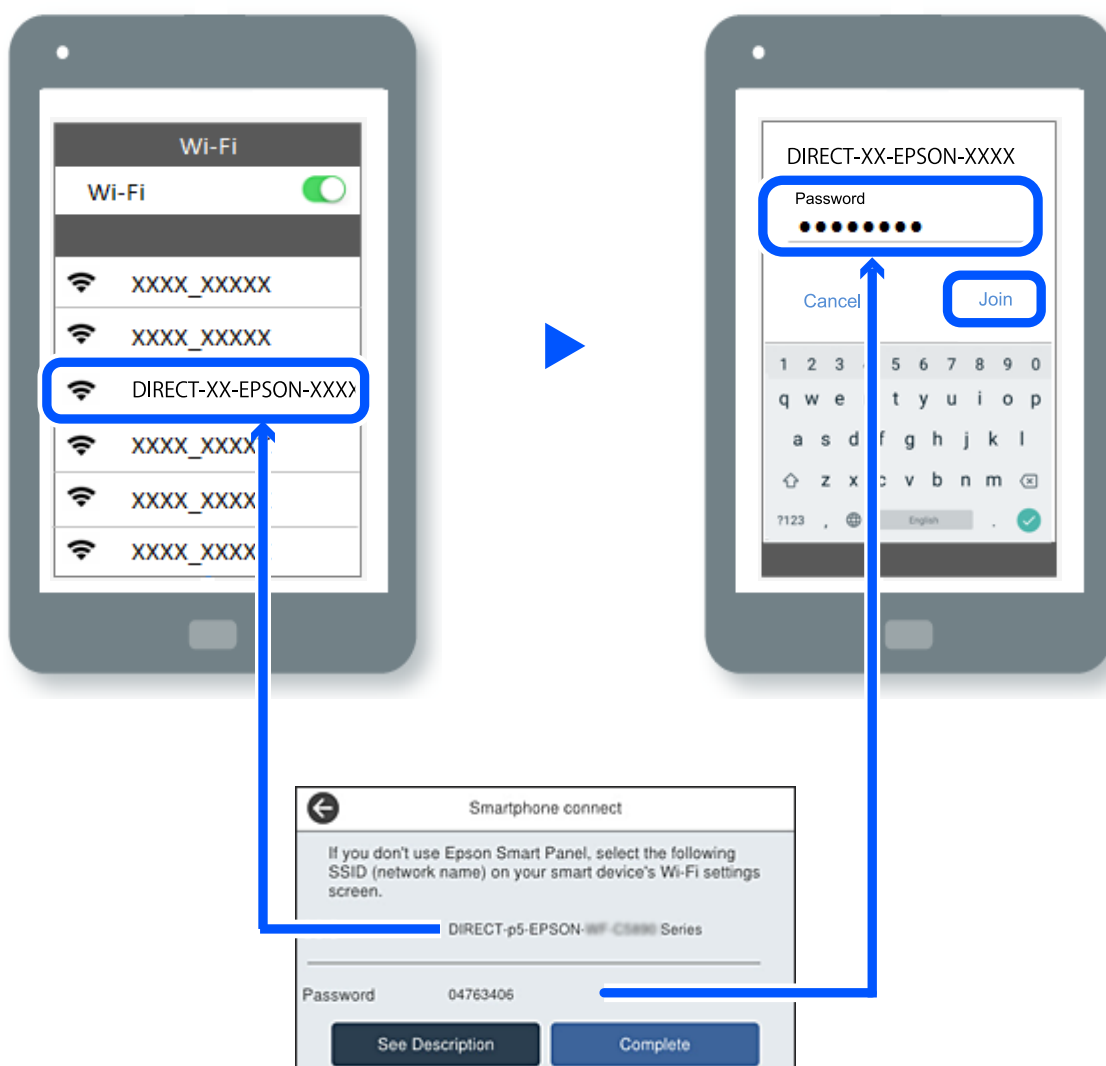 Wi-Fi
Wi-Fi
XXXX_XXXXX
XXXX_XXXXX
DIRECT-XX-EPSON-XXXX
XXXX_XXXX
XXXX_XXXX
XXXX_XXXX
DIRECT-XX-EPSON-XXXX
Password
Cancel
Join
1 2 3 5 6 7 8 9 0
q w e t y u i o p
a s d f g h j k l
z x c v b n m
?123 , English .
Smartphone connect
If you don't use Epson Smart Panel, select the following
SSID (network name) on your smart device's Wi-Fi settings
screen.
DIRECT-p5-EPSON- Series
Password 04763406
See Description
Complete